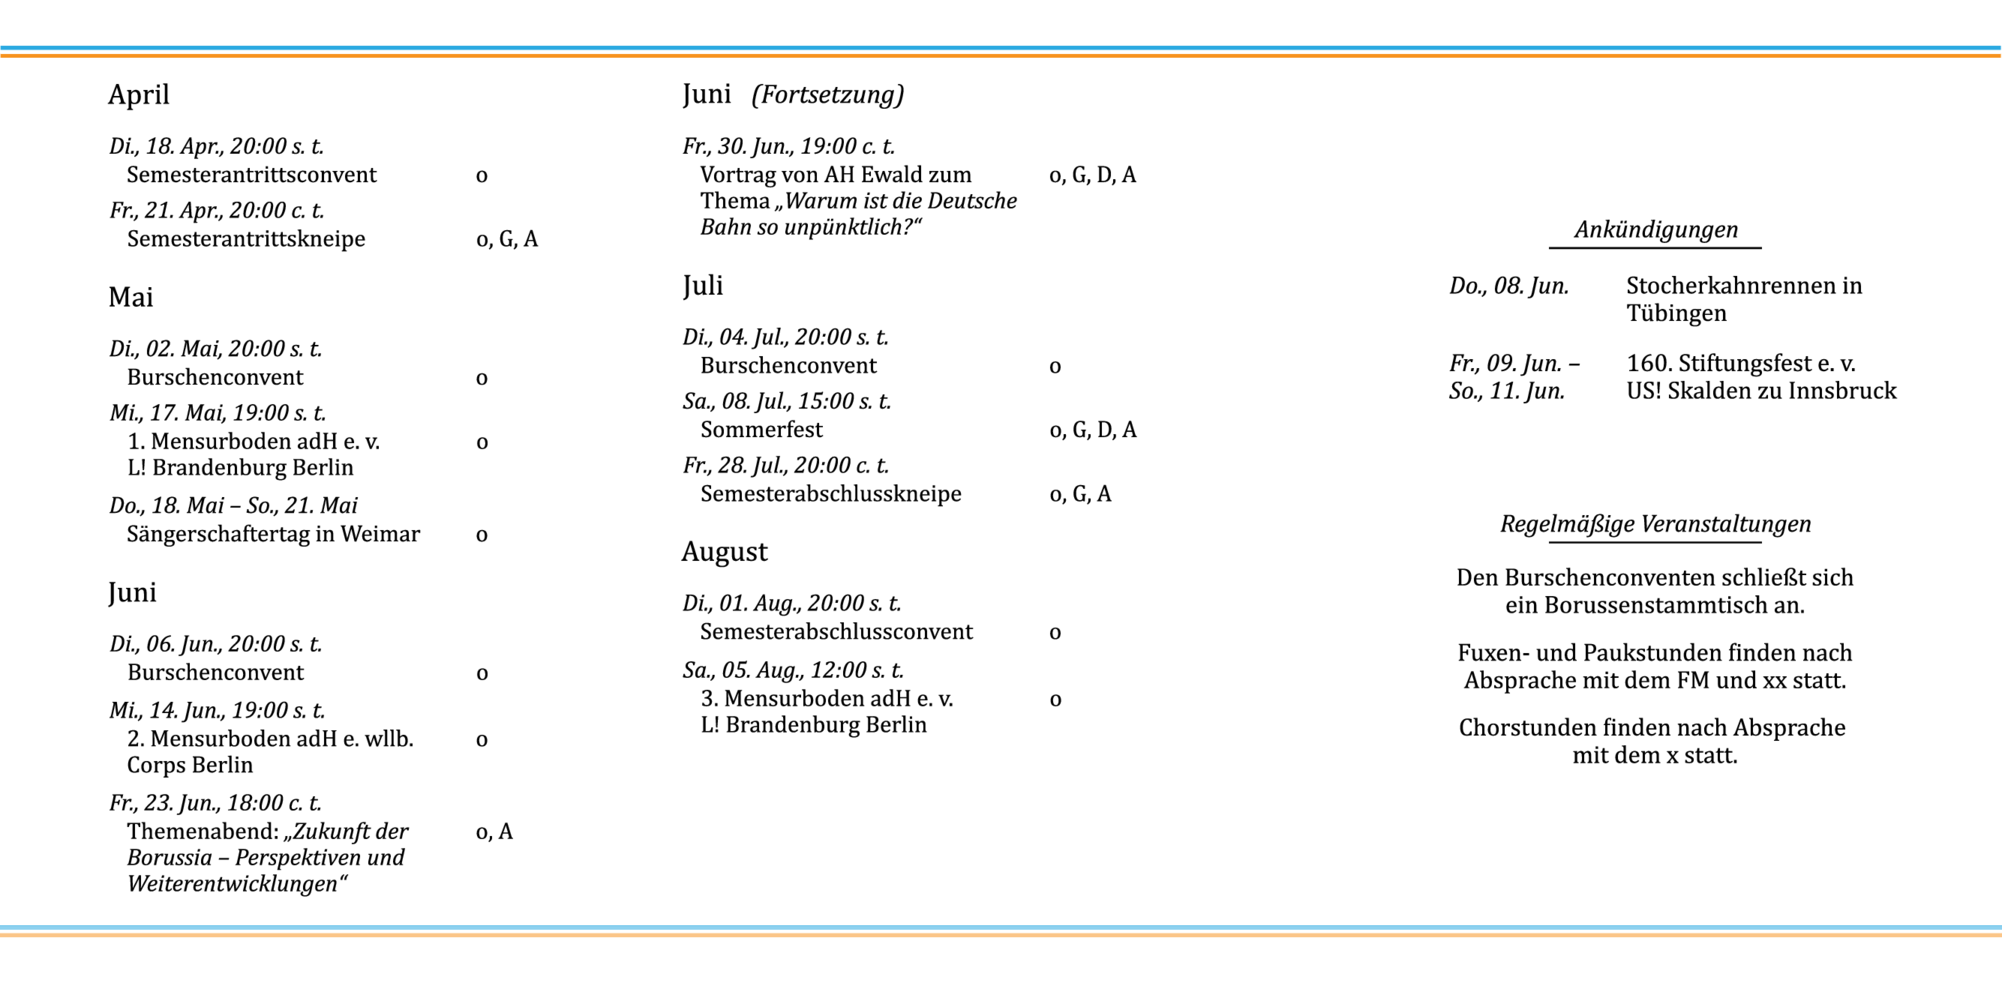 April
Di., 18. Apr., 20:00 s. t.
Semesterantrittsconvent o
Fr., 21. Apr., 20:00 c. t.
Semesterantrittskneipe o, G, A
Mai
Di., 02. Mai, 20:00 s. t.
Burschenconvent o
Mi., 17. Mai, 19:00 s. t.
1. Mensurboden adH e. v. o
L! Brandenburg Berlin
Do., 18. Mai – So., 21. Mai
Sängerschaftertag in Weimar o
Juni
Di., 06. Jun., 20:00 s. t.
Burschenconvent o
Mi., 14. Jun., 19:00 s. t.
2. Mensurboden adH e. wllb. o
Corps Berlin
Fr., 23. Jun., 18:00 c. t.
Themenabend: „Zukunft der o, A
Borussia – Perspektiven und
Weiterentwicklungen“
Juni (Fortsetzung)
Fr., 30. Jun., 19:00 c. t.
Vortrag von AH Ewald zum o, G, D, A
Thema „Warum ist die Deutsche
Bahn so unpünktlich?“
Juli
Di., 04. Jul., 20:00 s. t.
Burschenconvent o
Sa., 08. Jul., 15:00 s. t.
Sommerfest o, G, D, A
Fr., 28. Jul., 20:00 c. t.
Semesterabschlusskneipe o, G, A
August
Di., 01. Aug., 20:00 s. t.
Semesterabschlussconvent o
Sa., 05. Aug., 12:00 s. t.
3. Mensurboden adH e. v. o
L! Brandenburg Berlin
Ankündigungen
Do., 08. Jun. Stocherkahnrennen in
Tübingen
Fr., 09. Jun. – 160. Stiftungsfest e. v.
So., 11. Jun. US! Skalden zu Innsbruck
Regelmäßige Veranstaltungen
Den Burschenconventen schließt sich
ein Borussenstammtisch an.
Fuxen- und Paukstunden finden nach
Absprache mit dem FM und xx statt.
Chorstunden finden nach Absprache
mit dem x statt.